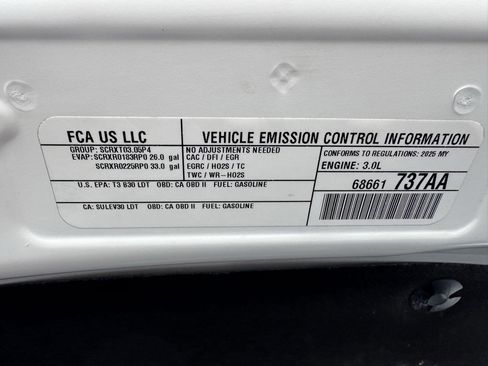 FCA US LLC
VEHICLE EMISSION CONTROL INFORMATION
GROUP: SCRXT03.05P4
EVAP: SCRXR0183RP0 26.0 gal
SCRXR0225RP0 33.0 gal
NO ADJUSTMENTS NEEDED
CAC / DFI / EGR
EGRC / HO2S / TC
TWC / WR-HO2S
CONFORMS TO REGULATIONS: 2025 MY
ENGINE: 3.0L
68661 737AA
U.S. EPA: T3 B30 LDT OBD: CA OBD II FUEL: GASOLINE
CA: SULEV30 LDT OBD: CA OBD II FUEL: GASOLINE